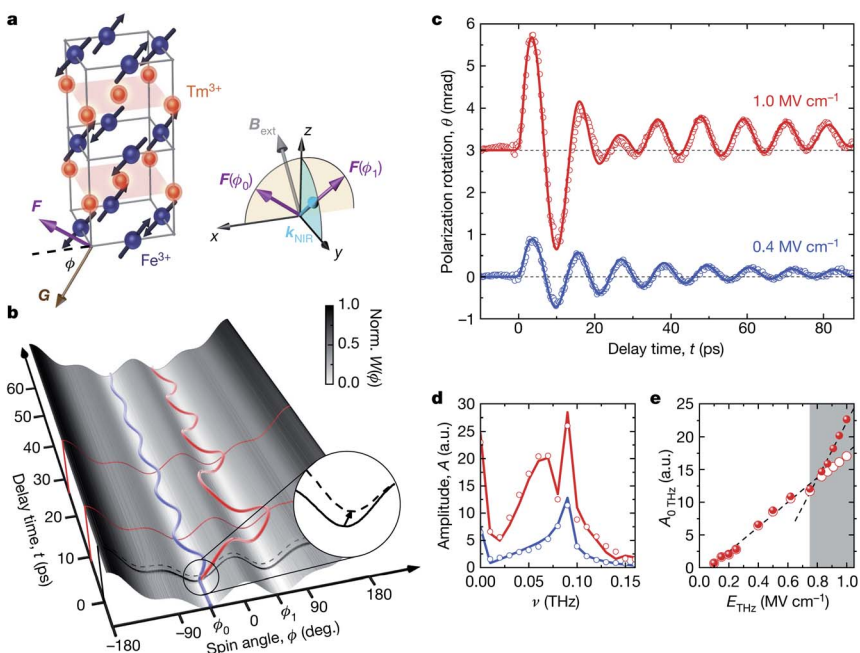 a
Tm³⁺
F
ϕ
Fe³⁺
G
B_ext
z
F(ϕ₀)
F(ϕ₁)
x
k_NIR
y
b
1.0
0.5
0.0
Norm. W(ϕ)
60
50
40
30
20
10
0
Delay time, t (ps)
−180
−90
ϕ₀
0
ϕ₁
90
180
Spin angle, ϕ (deg.)
c
6
5
4
3
2
1
0
−1
Polarization rotation, θ (mrad)
1.0 MV cm⁻¹
0.4 MV cm⁻¹
0
20
40
60
80
Delay time, t (ps)
d
30
25
20
15
10
5
0
Amplitude, A (a.u.)
0.00
0.05
0.10
0.15
ν (THz)
e
25
20
15
10
5
0
A₀ THz (a.u.)
0.0
0.2
0.4
0.6
0.8
1.0
E_THz (MV cm⁻¹)